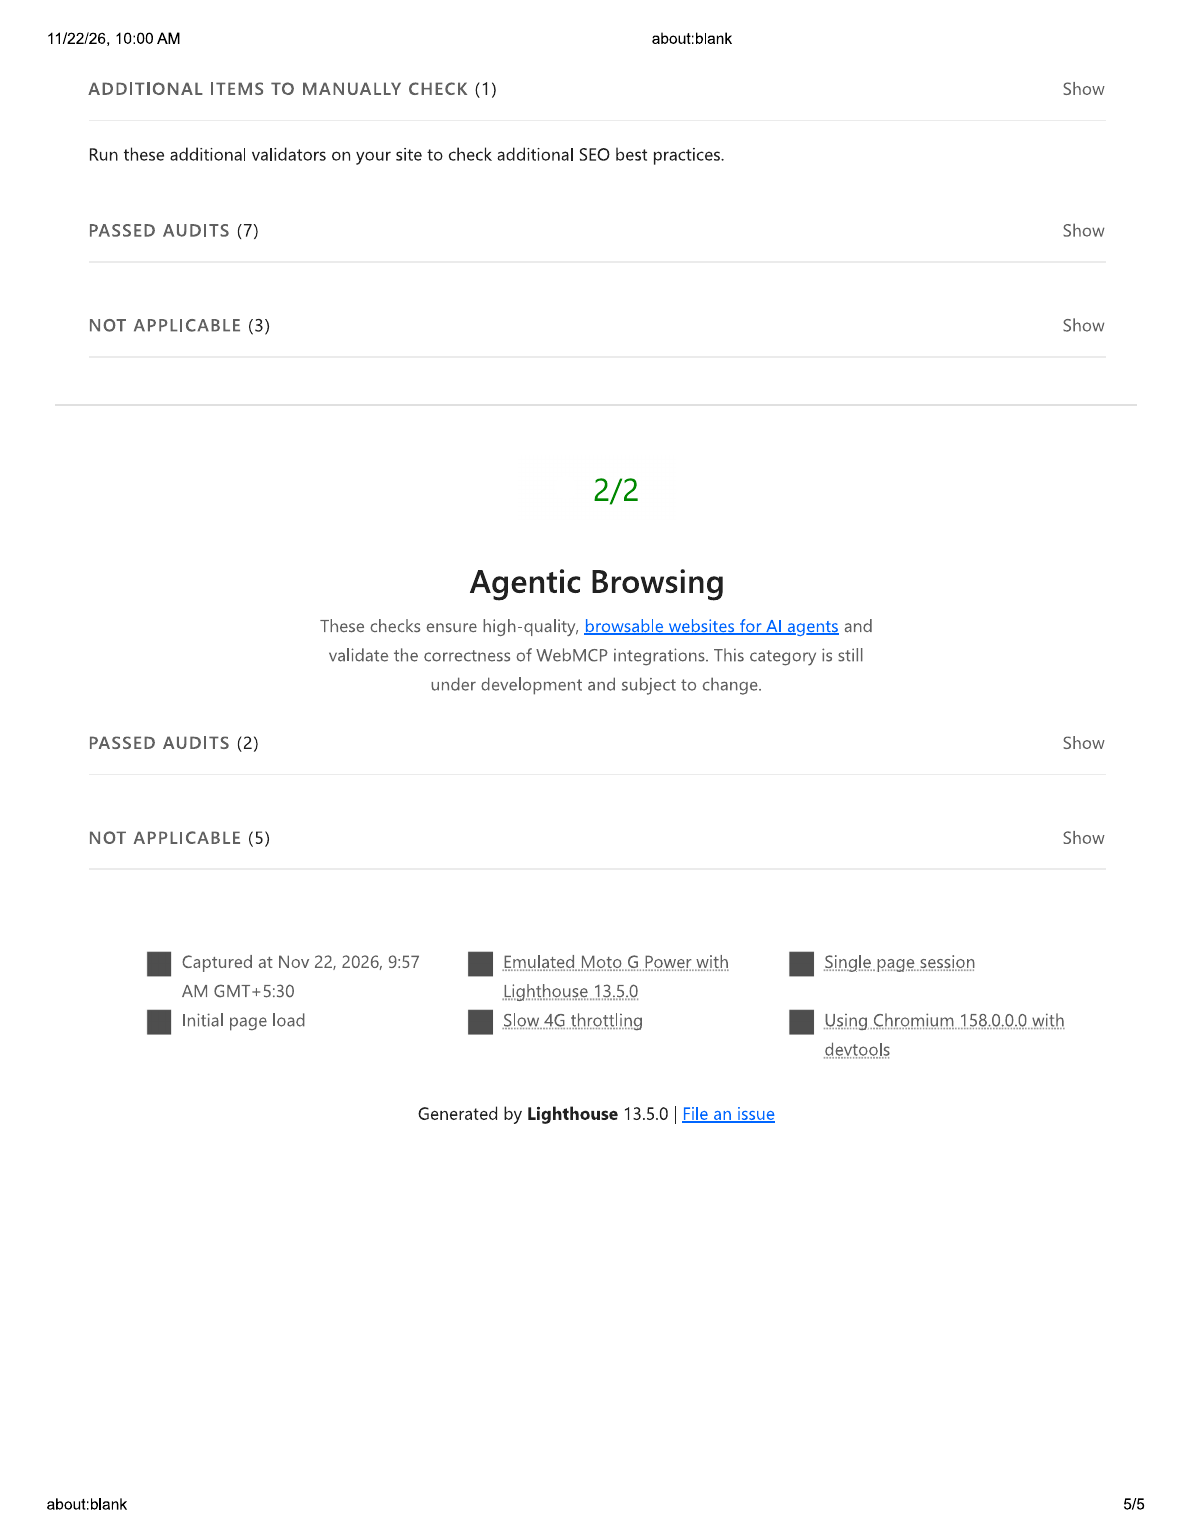 11/22/26, 10:00 AM about:blank
ADDITIONAL ITEMS TO MANUALLY CHECK (1) Show
Run these additional validators on your site to check additional SEO best practices.
PASSED AUDITS (7) Show
NOT APPLICABLE (3) Show
2/2
Agentic Browsing
These checks ensure high-quality, browsable websites for AI agents and
validate the correctness of WebMCP integrations. This category is still
under development and subject to change.
PASSED AUDITS (2) Show
NOT APPLICABLE (5) Show
Captured at Nov 22, 2026, 9:57
AM GMT+5:30
Emulated Moto G Power with
Lighthouse 13.5.0
Single page session
Initial page load
Slow 4G throttling
Using Chromium 158.0.0.0 with
devtools
Generated by Lighthouse 13.5.0 | File an issue
about:blank 5/5